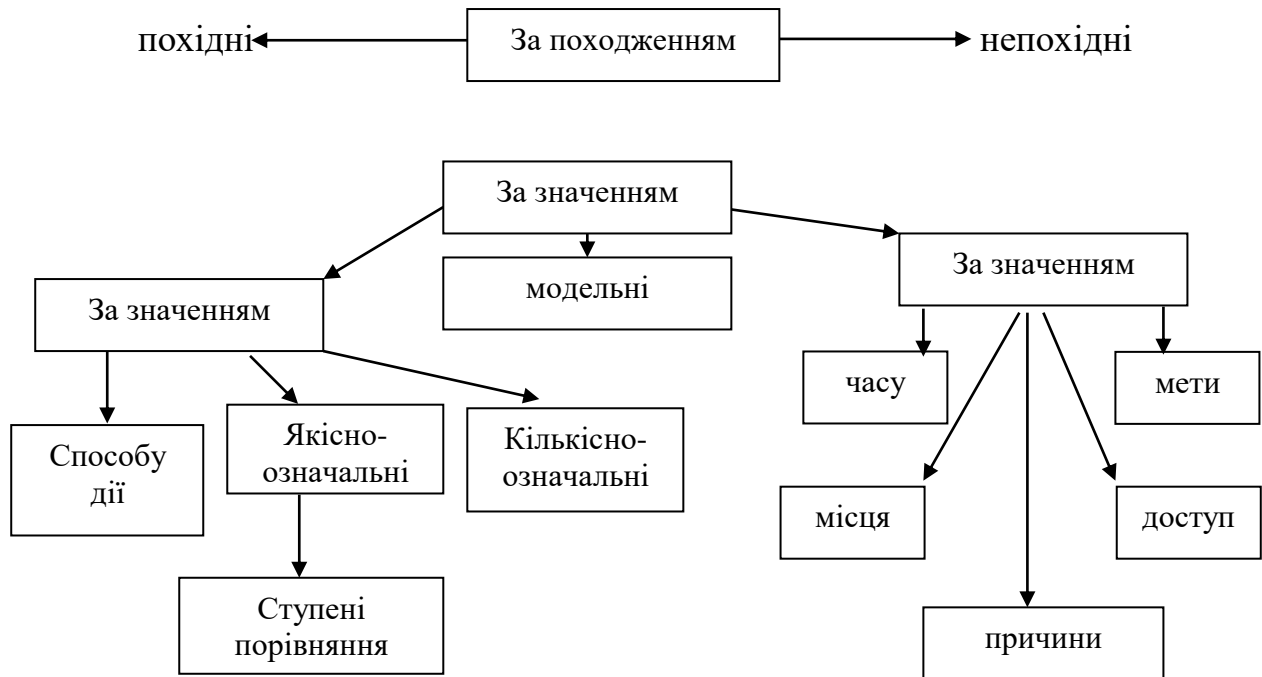 похідні
За походженням
непохідні
За значенням
За значенням
модельні
За значенням
часу
мети
Способу
дії
Якісно-
означальні
Кількісно-
означальні
місця
доступ
Ступені
порівняння
причини